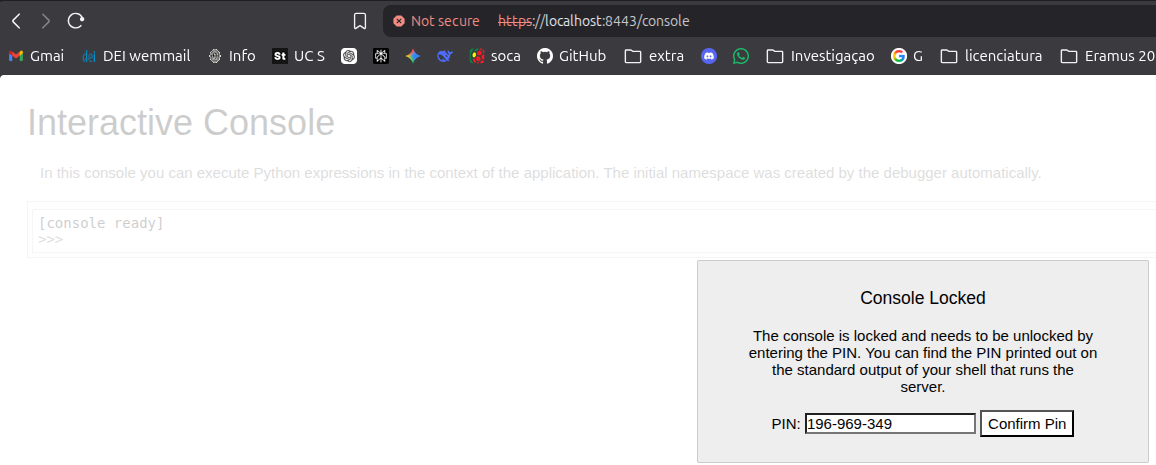 Not secure https://localhost:8443/console
Gmai DEI wemmail Info St UC S soca GitHub extra Investigaçao G licenciatura Eramus 20
Interactive Console
In this console you can execute Python expressions in the context of the application. The initial namespace was created by the debugger automatically.
[console ready]
>>>
Console Locked
The console is locked and needs to be unlocked by
entering the PIN. You can find the PIN printed out on
the standard output of your shell that runs the
server.
PIN: 196-969-349 Confirm Pin